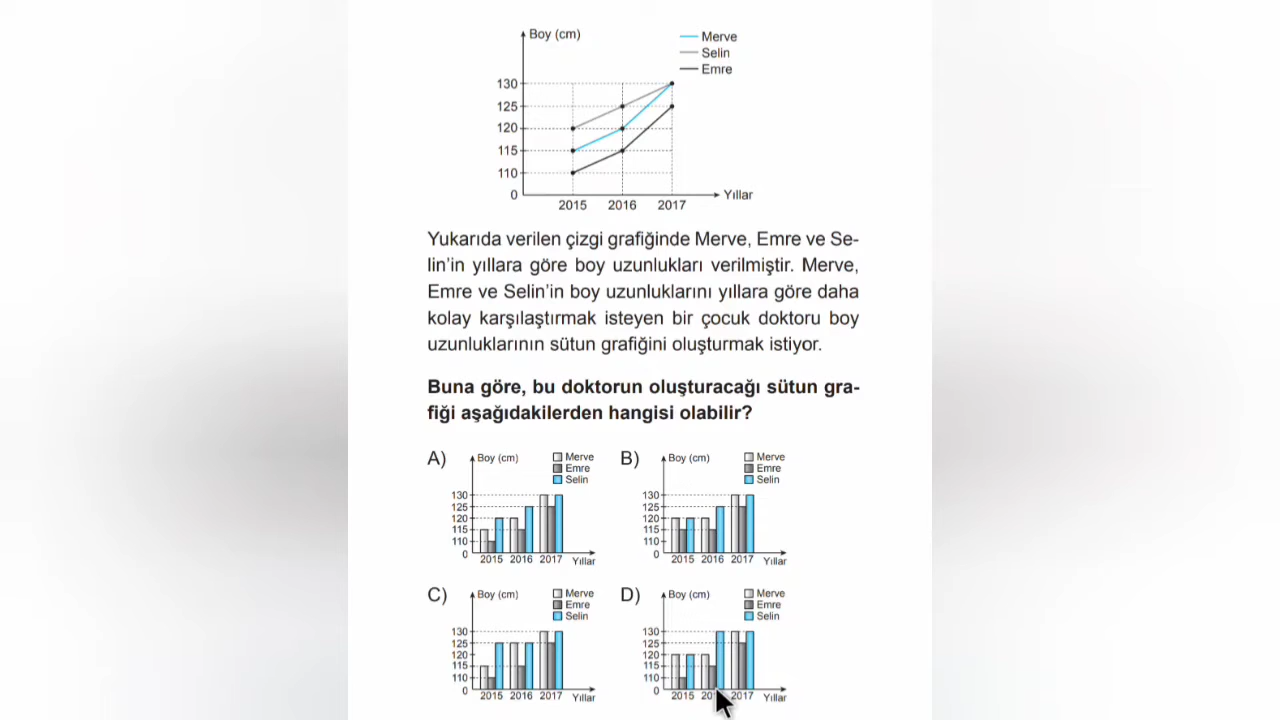 Boy (cm)
Merve
Selin
Emre
130
125
120
115
110
0
Yıllar
2015 2016 2017
Yukarıda verilen çizgi grafiğinde Merve, Emre ve Se-
lin'in yıllara göre boy uzunlukları verilmiştir. Merve,
Emre ve Selin'in boy uzunluklarını yıllara göre daha
kolay karşılaştırmak isteyen bir çocuk doktoru boy
uzunluklarının sütun grafiğini oluşturmak istiyor.
Buna göre, bu doktorun oluşturacağı sütun gra-
fiği aşağıdakilerden hangisi olabilir?
A)
Boy (cm)
Merve
Emre
Selin
130
125
120
115
110
0
2015 2016 2017 Yıllar
B)
Boy (cm)
Merve
Emre
Selin
130
125
120
115
110
0
2015 2016 2017 Yıllar
C)
Boy (cm)
Merve
Emre
Selin
130
125
120
115
110
0
2015 2016 2017 Yıllar
D)
Boy (cm)
Merve
Emre
Selin
130
125
120
115
110
0
2015 2017 Yıllar